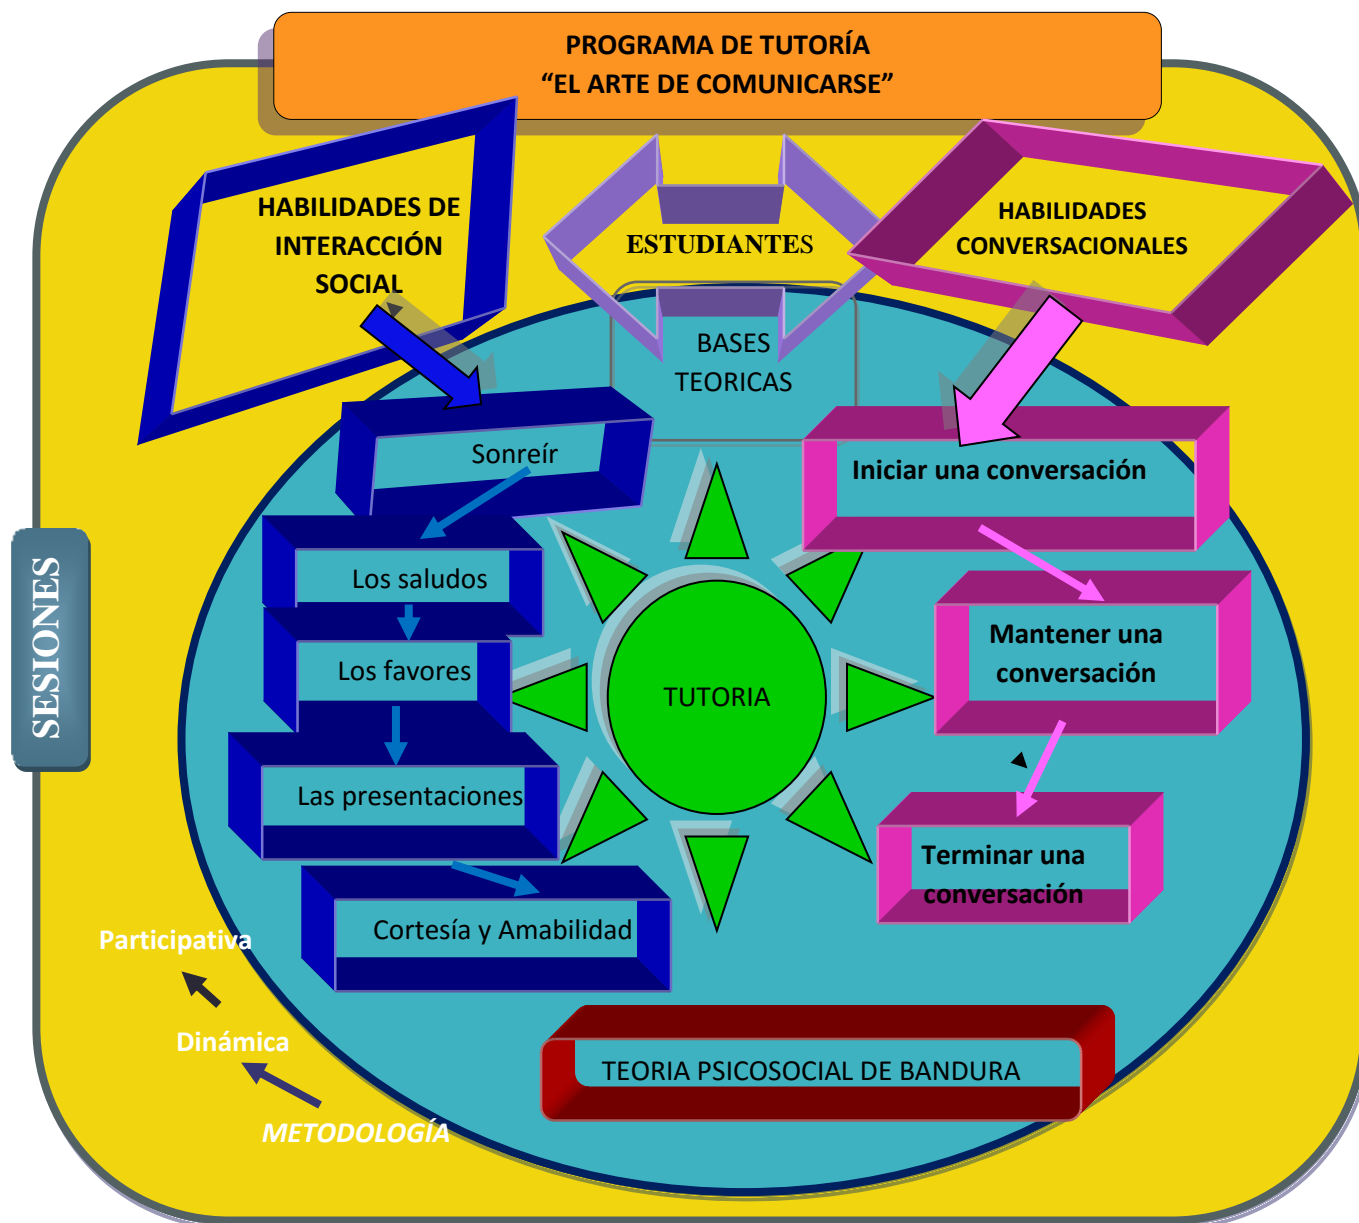 PROGRAMA DE TUTORÍA
“EL ARTE DE COMUNICARSE”
HABILIDADES DE
INTERACCIÓN
SOCIAL
ESTUDIANTES
HABILIDADES
CONVERSACIONALES
BASES
TEORICAS
Sonreír
Los saludos
Los favores
Las presentaciones
Cortesía y Amabilidad
TUTORIA
Iniciar una conversación
Mantener una
conversación
Terminar una
conversación
SESIONES
Participativa
Dinámica
METODOLOGÍA
TEORIA PSICOSOCIAL DE BANDURA